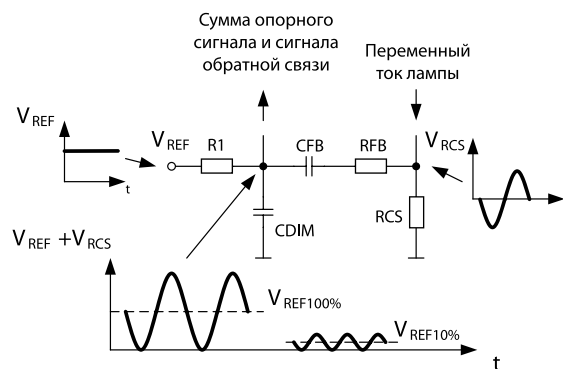 Сумма опорного
сигнала и сигнала
обратной связи
Переменный
ток лампы
V REF
t
VREF
R1
CFB
RFB
VRCS
CDIM
RCS
VREF +VRCS
VREF100%
VREF10%
t